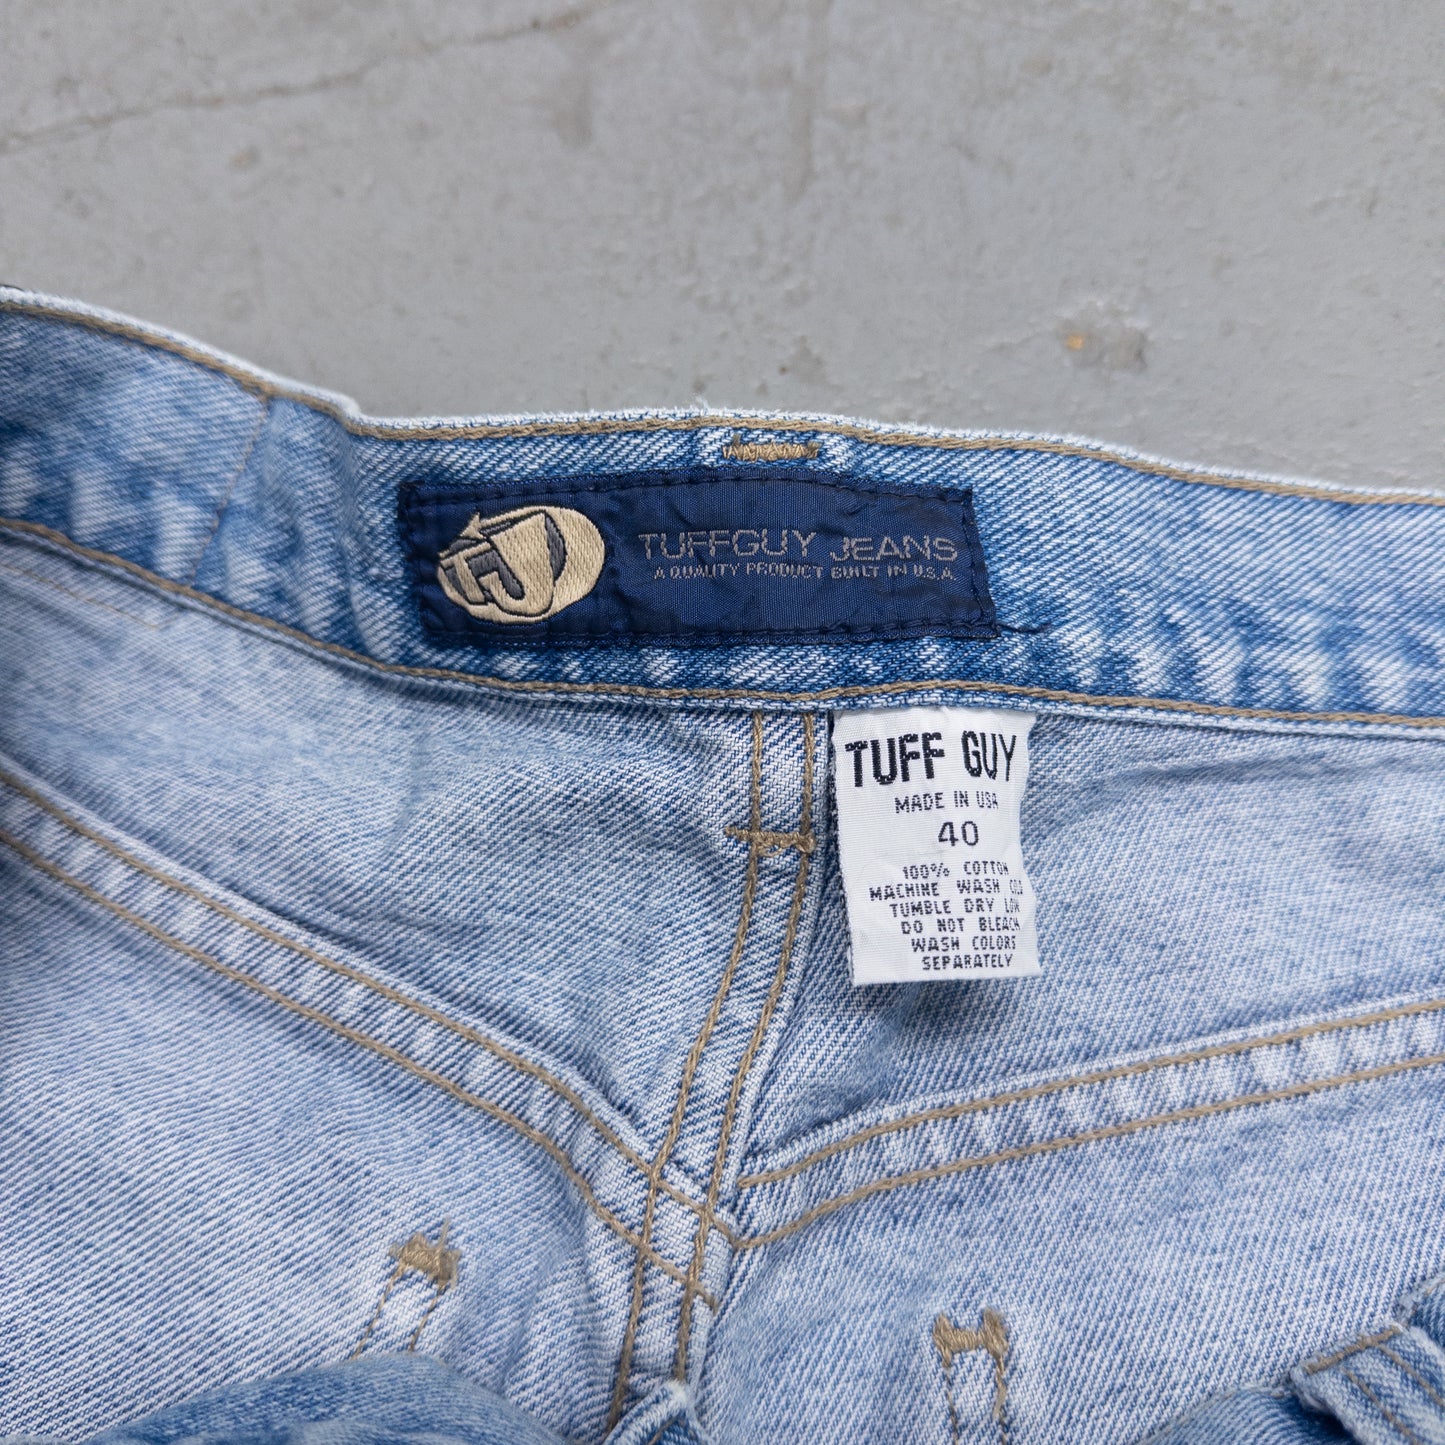 TJ
TUFFGUY JEANS
A QUALITY PRODUCT BUILT IN U.S.A.
TUFF GUY
MADE IN USA
40
100% COTTON
MACHINE WASH COLD
TUMBLE DRY LOW
DO NOT BLEACH
WASH COLORS
SEPARATELY